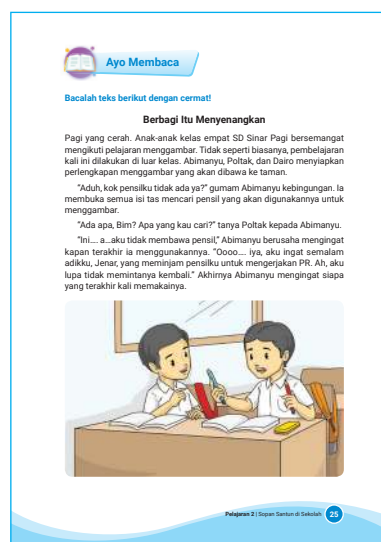 Ayo Membaca
Bacalah teks berikut dengan cermat!
Berbagi Itu Menyenangkan
Pagi yang cerah. Anak-anak kelas empat SD Sinar Pagi bersemangat
mengikuti pelajaran menggambar. Tidak seperti biasanya, pembelajaran
kali ini dilakukan di luar kelas. Abimanyu, Poltak, dan Dairo menyiapkan
perlengkapan menggambar yang akan dibawa ke taman.
“Aduh, kok pensilku tidak ada ya?” gumam Abimanyu kebingungan. Ia
membuka semua isi tas mencari pensil yang akan digunakannya untuk
menggambar.
“Ada apa, Bim? Apa yang kau cari?” tanya Poltak kepada Abimanyu.
“Ini.... a...aku tidak membawa pensil,” Abimanyu berusaha mengingat
kapan terakhir ia menggunakannya. “Oooo.... iya, aku ingat semalam
adikku, Jenar, yang meminjam pensilku untuk mengerjakan PR. Ah, aku
lupa tidak memintanya kembali.” Akhirnya Abimanyu mengingat siapa
yang terakhir kali memakainya.
Pelajaran 2 | Sopan Santun di Sekolah 25